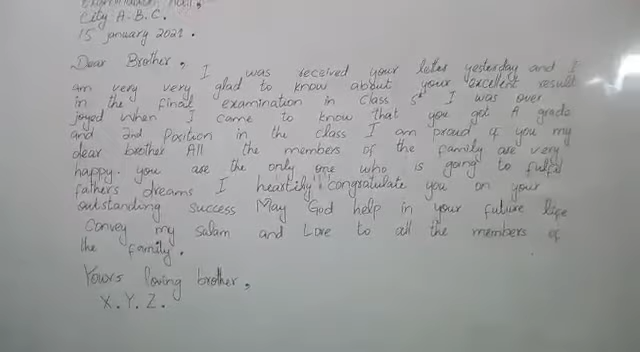 Examination Hall,
City A.B.C.
15 january 2021.
Dear Brother, I was received your letter yesterday and I
am very very glad to know about your excellent result
in the final examination in class 5th I was over
joyed when I came to know that you got A grade
and 2nd Position in the class I am proud of you my
dear brother All the members of the family are very
happy. you are the only one who is going to fulfil
fathers dreams I heartily congratulate you on your
outstanding success May God help in your future life
Convey my Salam and Love to all the members of
the family.
Yours loving brother,
X.Y.Z.